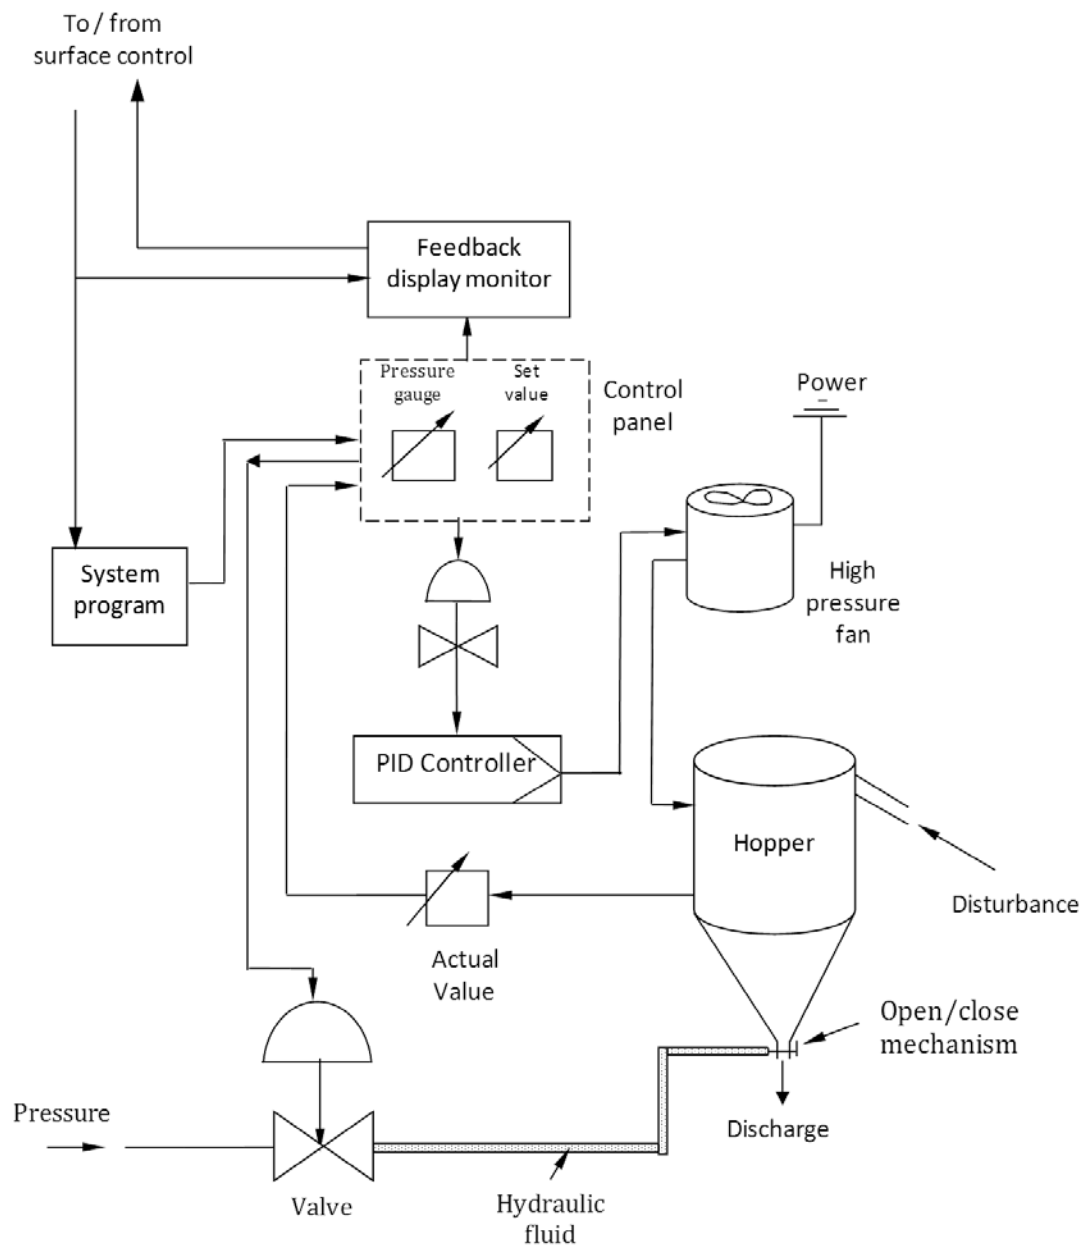 To / from
surface control
Feedback
display monitor
Pressure
gauge
Set
value
Control
panel
Power
System
program
High
pressure
fan
PID Controller
Hopper
Disturbance
Actual
Value
Open/close
mechanism
Pressure
Discharge
Valve
Hydraulic
fluid